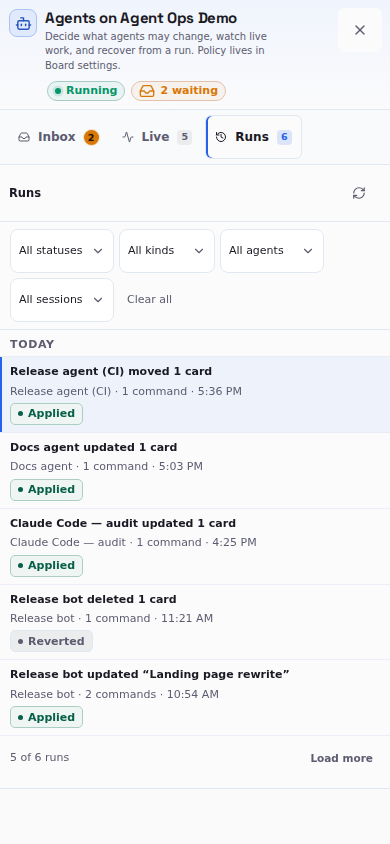 Agents on Agent Ops Demo
Decide what agents may change, watch live
work, and recover from a run. Policy lives in
Board settings.
Running
2 waiting
Inbox 2
Live 5
Runs 6
Runs
All statuses
All kinds
All agents
All sessions
Clear all
TODAY
Release agent (CI) moved 1 card
Release agent (CI) · 1 command · 5:36 PM
Applied
Docs agent updated 1 card
Docs agent · 1 command · 5:03 PM
Applied
Claude Code — audit updated 1 card
Claude Code — audit · 1 command · 4:25 PM
Applied
Release bot deleted 1 card
Release bot · 1 command · 11:21 AM
Reverted
Release bot updated “Landing page rewrite”
Release bot · 2 commands · 10:54 AM
Applied
5 of 6 runs
Load more